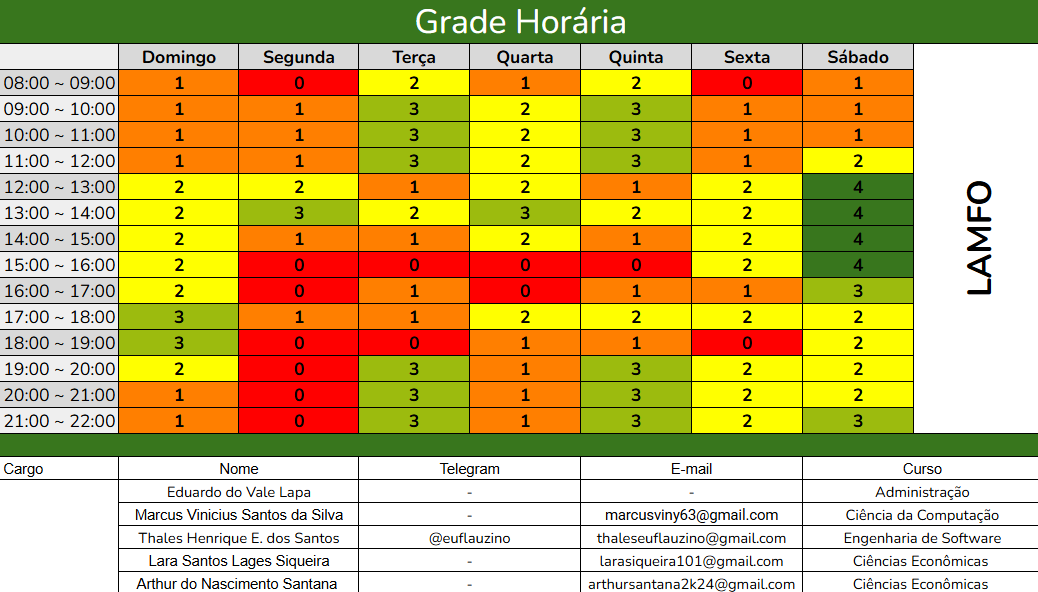 Grade Horária
Domingo Segunda Terça Quarta Quinta Sexta Sábado
08:00 ~ 09:00 1 0 2 1 2 0 1
09:00 ~ 10:00 1 1 3 2 3 1 1
10:00 ~ 11:00 1 1 3 2 3 1 1
11:00 ~ 12:00 1 1 3 2 3 1 2
12:00 ~ 13:00 2 2 1 2 1 2 4
13:00 ~ 14:00 2 3 2 3 2 2 4
14:00 ~ 15:00 2 1 1 2 1 2 4
15:00 ~ 16:00 2 0 0 0 0 2 4
16:00 ~ 17:00 2 0 1 0 1 1 3
17:00 ~ 18:00 3 1 1 2 2 2 2
18:00 ~ 19:00 3 0 0 1 1 0 2
19:00 ~ 20:00 2 0 3 1 3 2 2
20:00 ~ 21:00 1 0 3 1 3 2 2
21:00 ~ 22:00 1 0 3 1 3 2 3
LAMFO
Cargo Nome Telegram E-mail Curso
Eduardo do Vale Lapa - - Administração
Marcus Vinicius Santos da Silva - marcusviny63@gmail.com Ciência da Computação
Thales Henrique E. dos Santos @euflauzino thaleseuflauzino@gmail.com Engenharia de Software
Lara Santos Lages Siqueira - larasiqueira101@gmail.com Ciências Econômicas
Arthur do Nascimento Santana - arthursantana2k24@gmail.com Ciências Econômicas